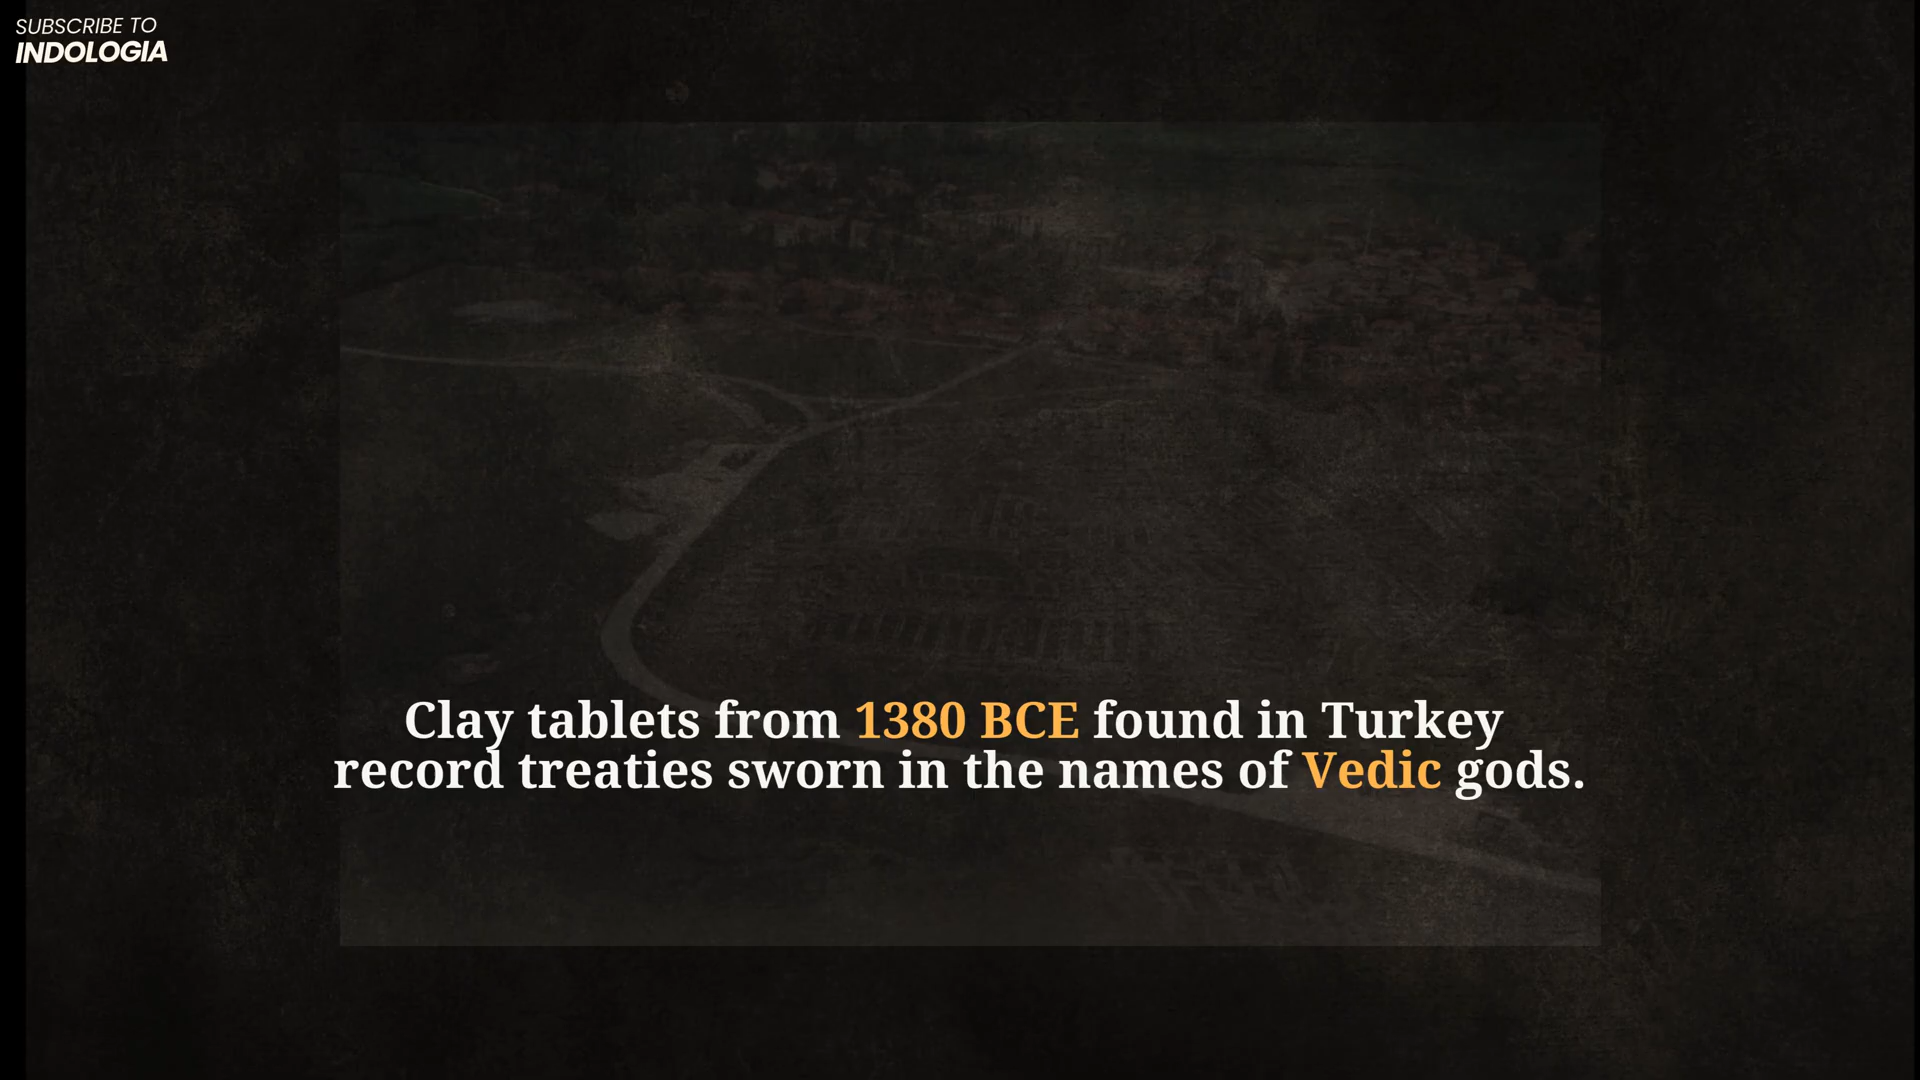 SUBSCRIBE TO
INDOLOGIA
Clay tablets from 1380 BCE found in Turkey
record treaties sworn in the names of Vedic gods.